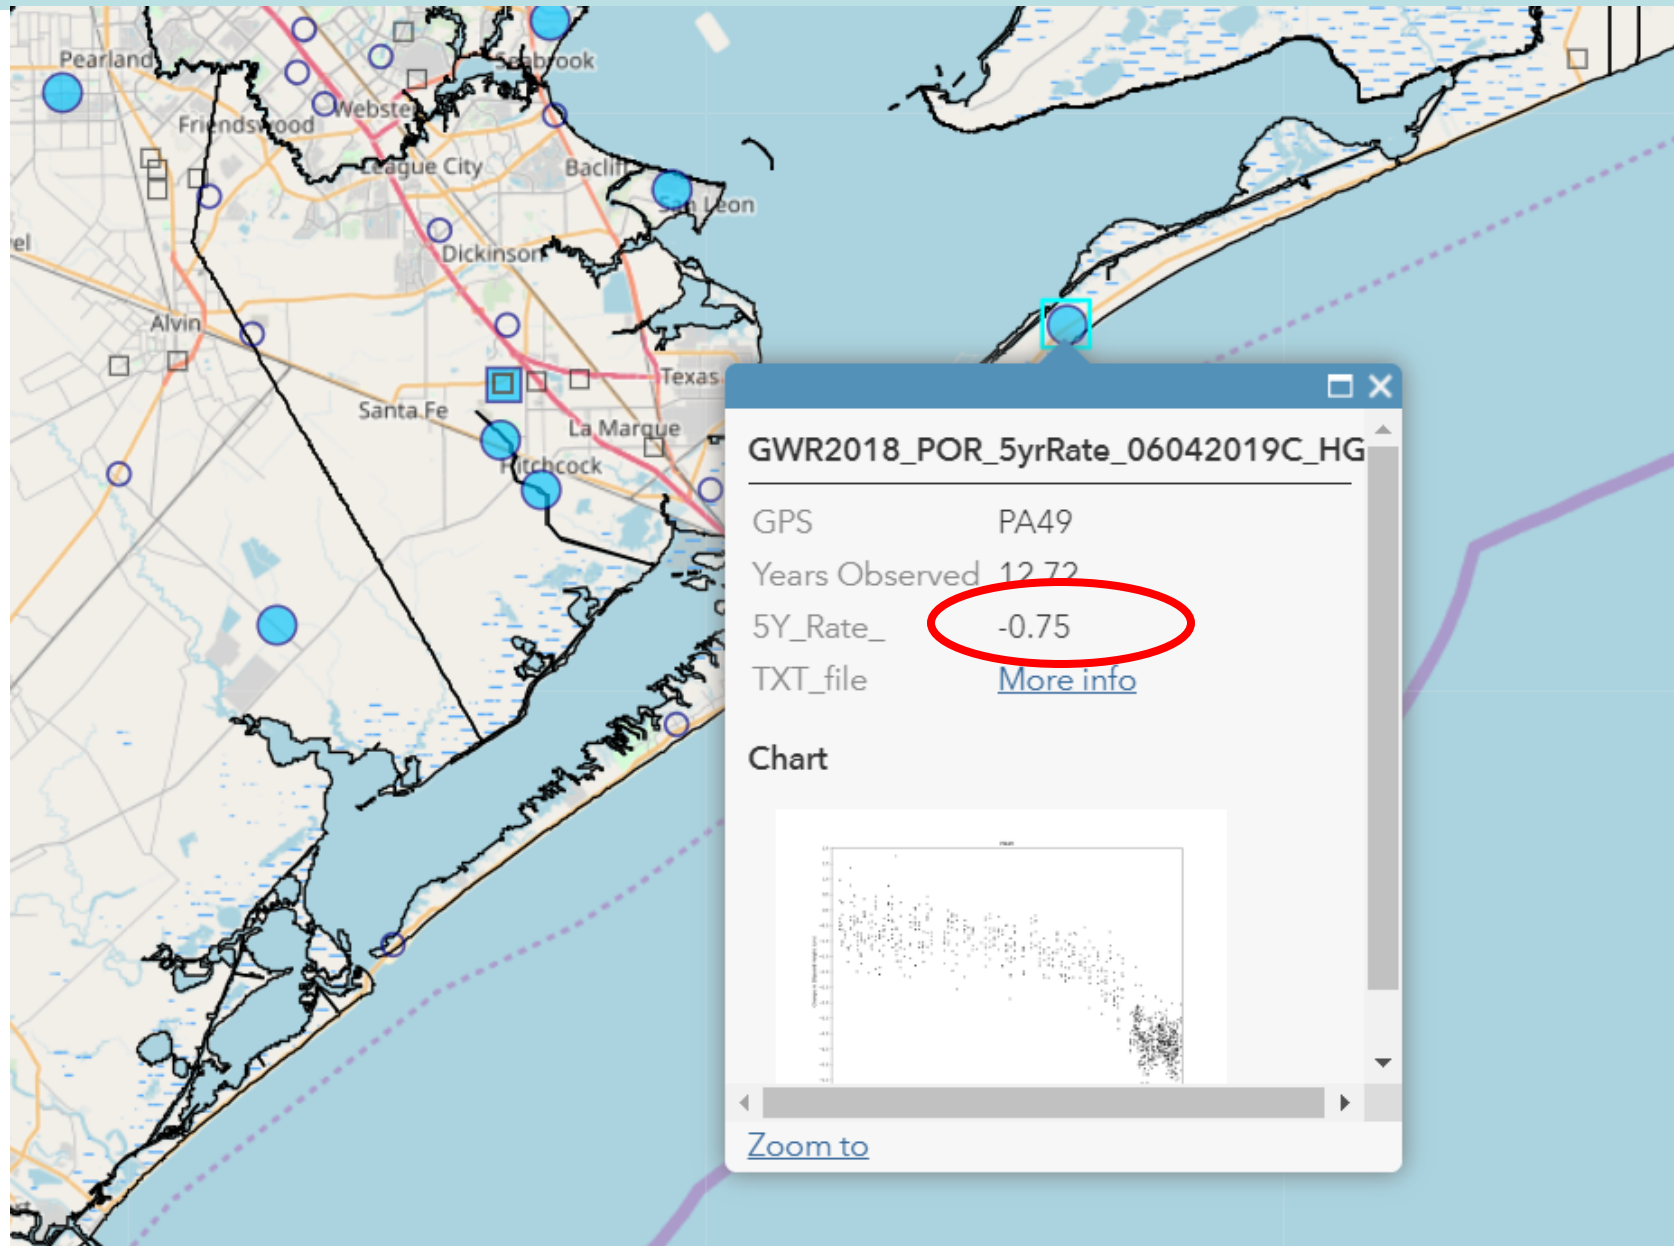 Pearland
Seabrook
Friendswood
Webster
League City
Bacliff
San Leon
el
Dickinson
Alvin
Texas
Santa Fe
La Marque
Hitchcock
GWR2018_POR_5yrRate_06042019C_HG
GPS PA49
Years Observed 12.72
5Y_Rate_ -0.75
TXT_file More info
Chart
Zoom to